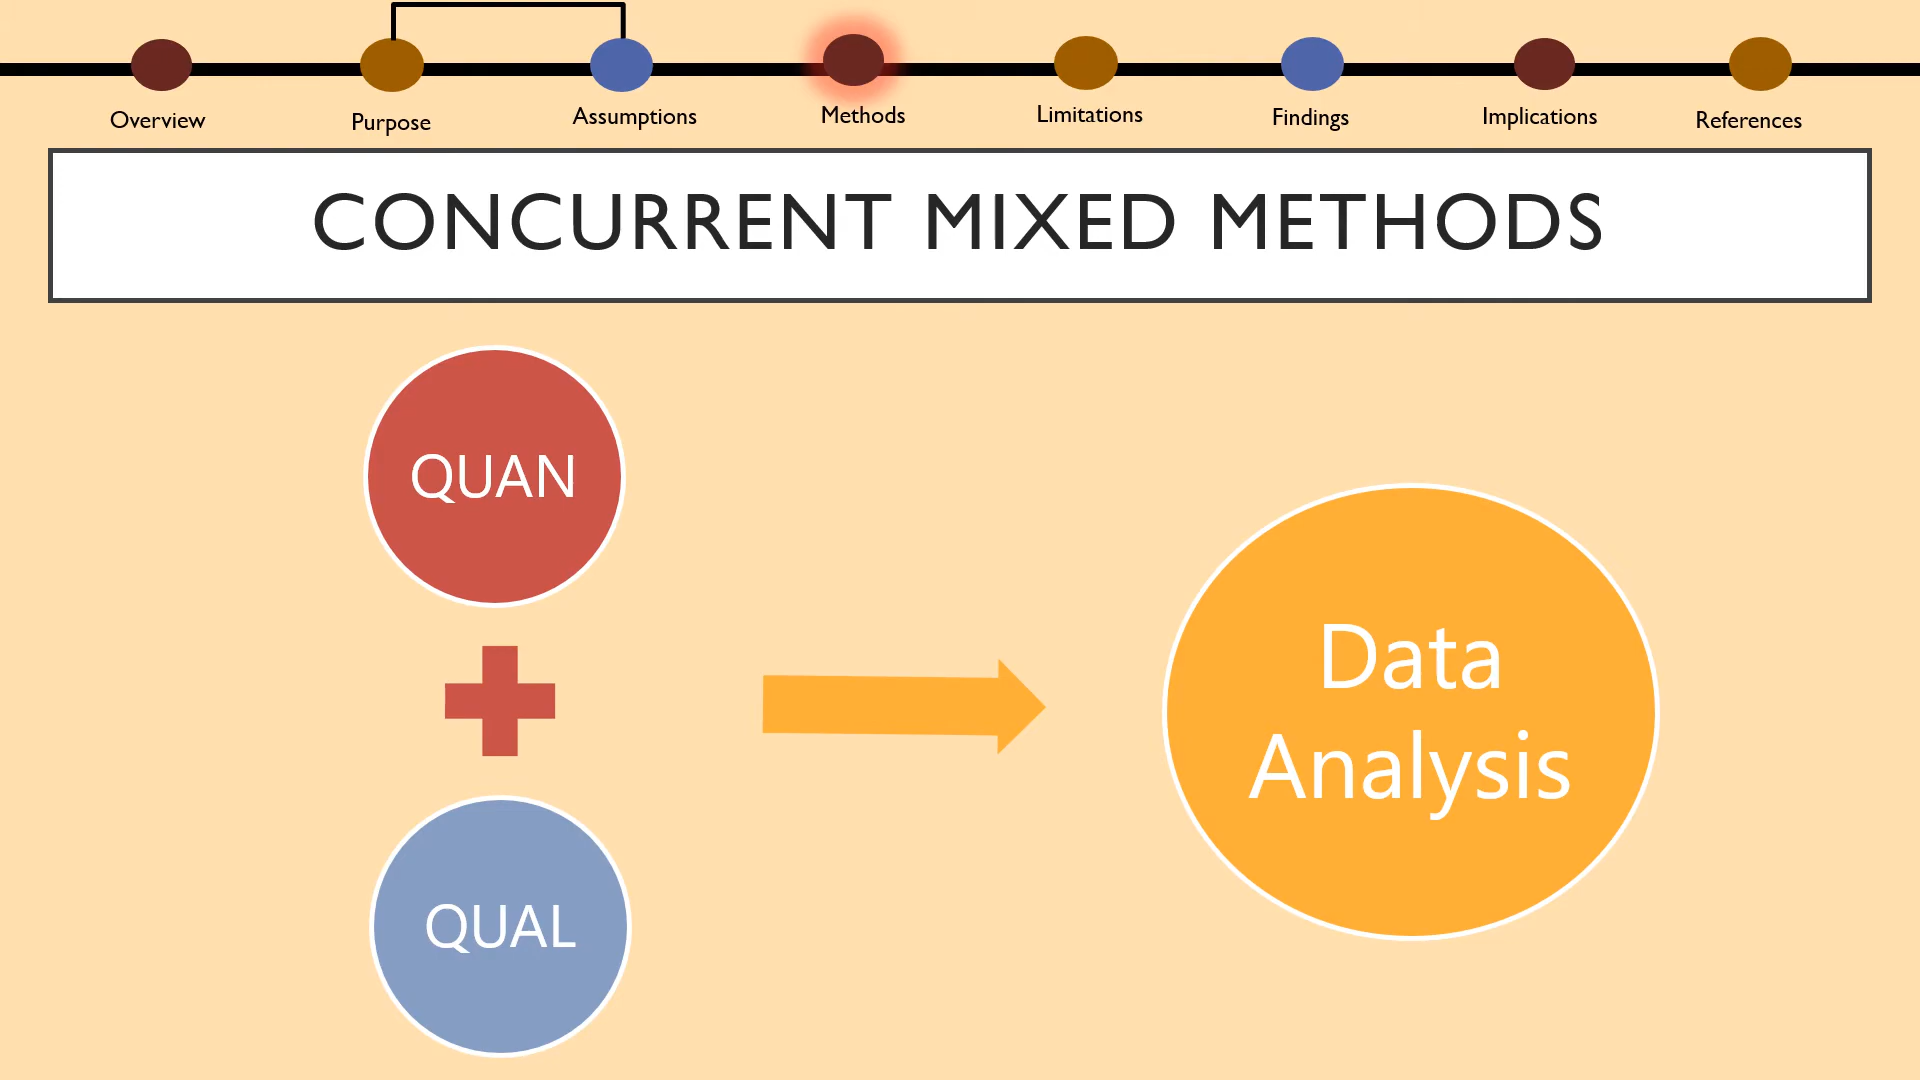 Overview
Purpose
Assumptions
Methods
Limitations
Findings
Implications
References
CONCURRENT MIXED METHODS
QUAN
QUAL
Data
Analysis